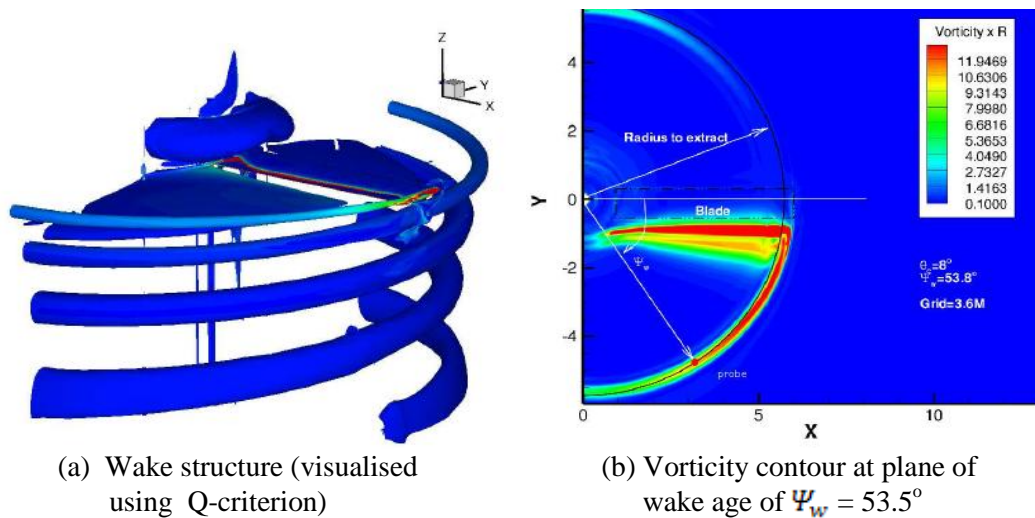 Z
Y
X
(a) Wake structure (visualised
using Q-criterion)
Vorticity x R
11.9469
10.6306
9.3143
7.9980
6.6816
5.3653
4.0490
2.7327
1.4163
0.1000
Radius to extract
Blade
Ψw
probe
θc=8°
Ψw=53.8°
Grid=3.6M
Y
4
2
0
-2
-4
0
5
10
X
(b) Vorticity contour at plane of
wake age of Ψw = 53.5°